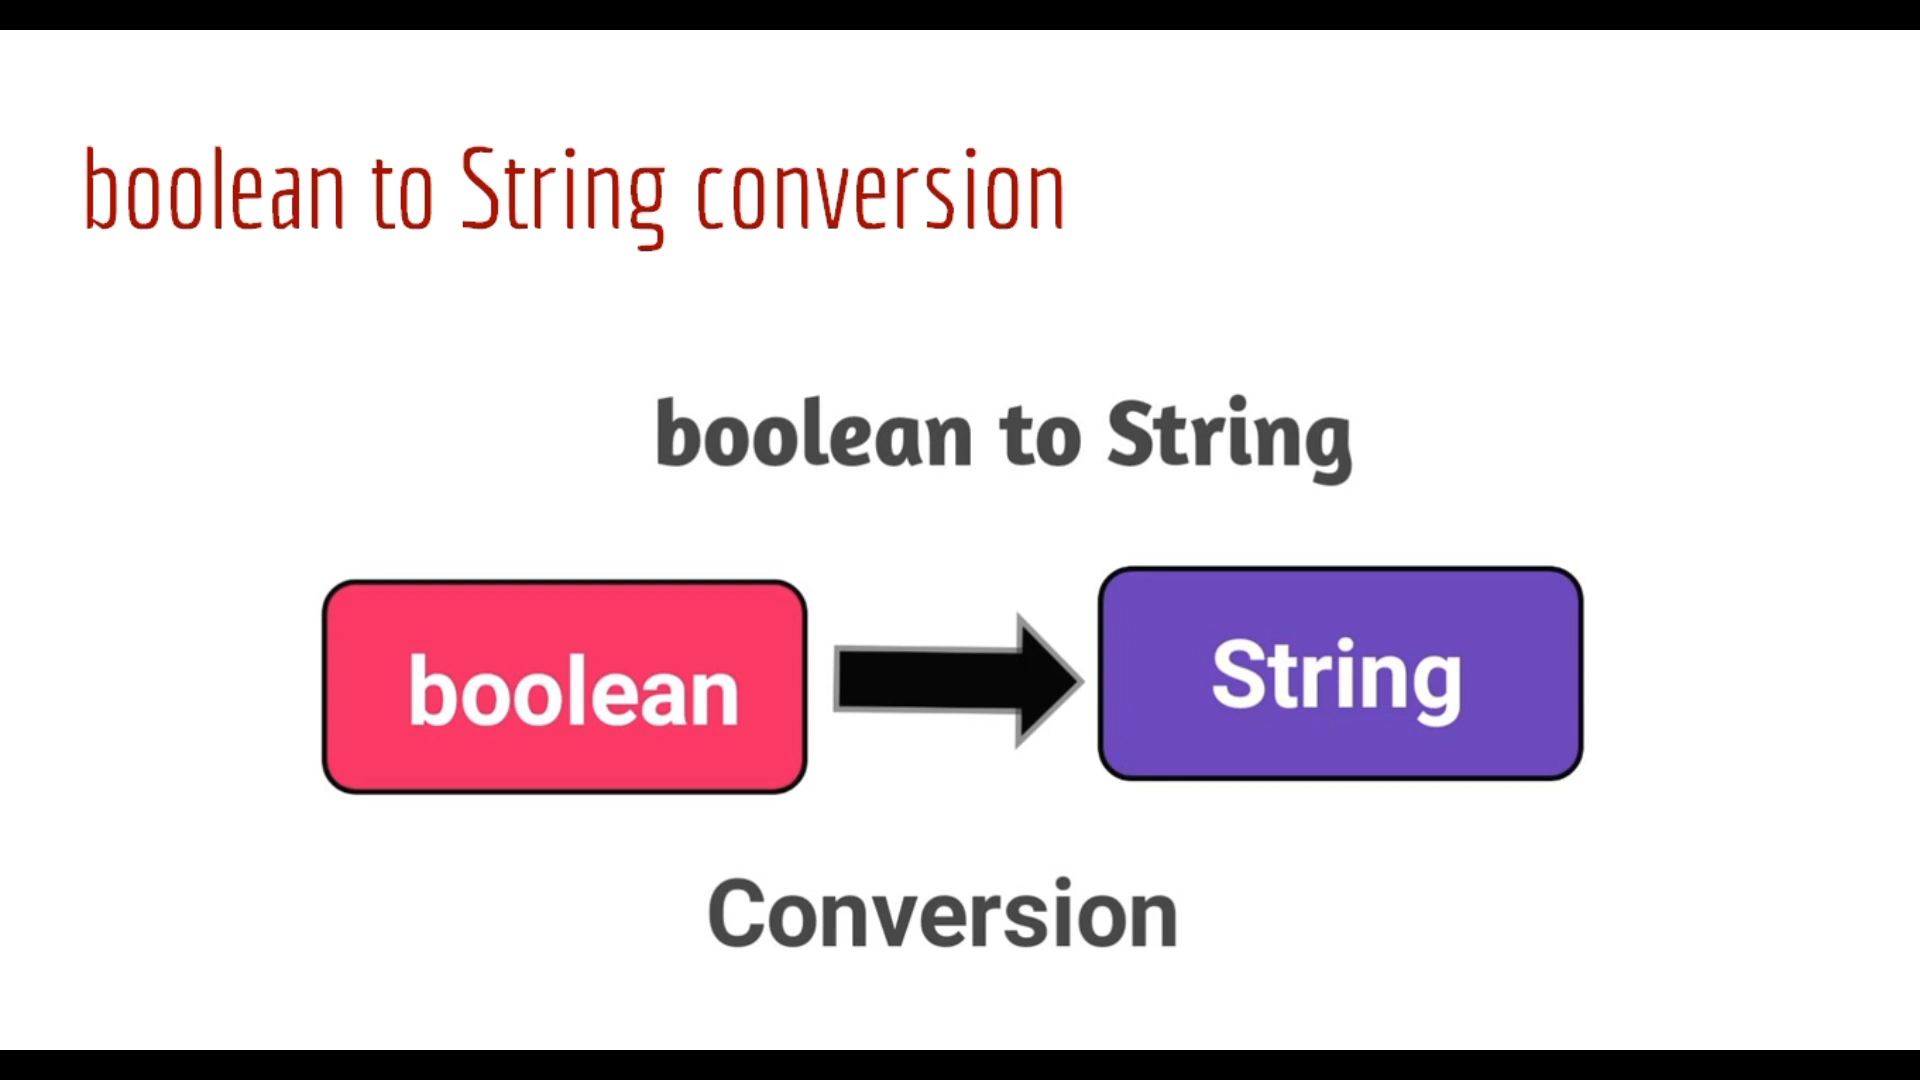 boolean to String conversion
boolean to String
boolean
String
Conversion